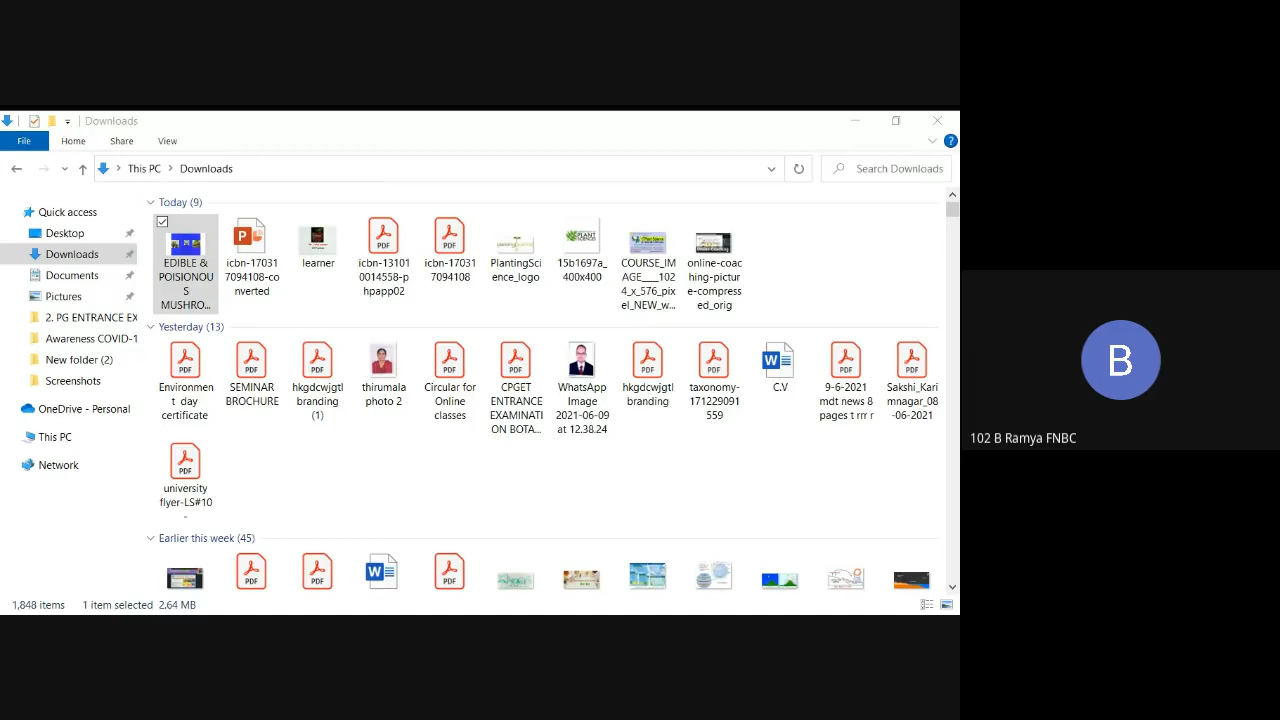 Downloads
File Home Share View
This PC Downloads
Search Downloads
Quick access
Desktop
Downloads
Documents
Pictures
2. PG ENTRANCE EX
Awareness COVID-1
New folder (2)
Screenshots
OneDrive - Personal
This PC
Network
Today (9)
EDIBLE &
POISIONOU
S
MUSHRO...
icbn-17031
7094108-co
nverted
learner
icbn-13101
0014558-p
hpapp02
icbn-17031
7094108
PlantingSci
ence_logo
15b1697a_
400x400
COURSE_IM
AGE___102
4_x_576_pix
el_NEW_w...
online-coac
hing-pictur
e-compress
ed_orig
Yesterday (13)
Environmen
t day
certificate
SEMINAR
BROCHURE
hkgdcwjgtl
branding
(1)
thirumala
photo 2
Circular for
Online
classes
CPGET
ENTRANCE
EXAMINATI
ON BOTA...
WhatsApp
Image
2021-06-09
at 12.38.24
hkgdcwjgtl
branding
taxonomy-
171229091
559
C.V
9-6-2021
mdt news 8
pages t rrr r
Sakshi_Kari
mnagar_08
-06-2021
university
flyer-LS#10
-
Earlier this week (45)
PDF
PDF
PDF
1,848 items 1 item selected 2.64 MB
B
102 B Ramya FNBC